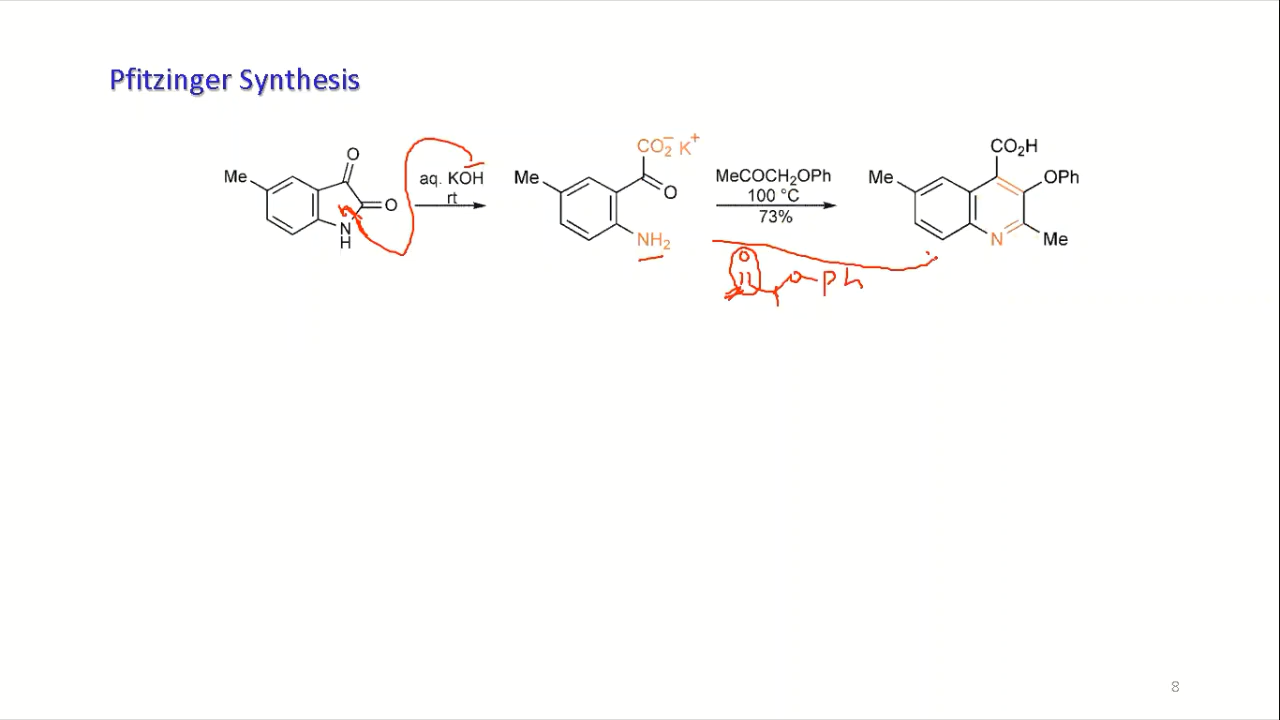 Pfitzinger Synthesis
Me
O
O
N
H
aq. KOH
rt
Me
CO2− K+
O
NH2
MeCOCH2OPh
100 °C
73%
CO2H
Me
OPh
N
Me
O
O-Ph
8